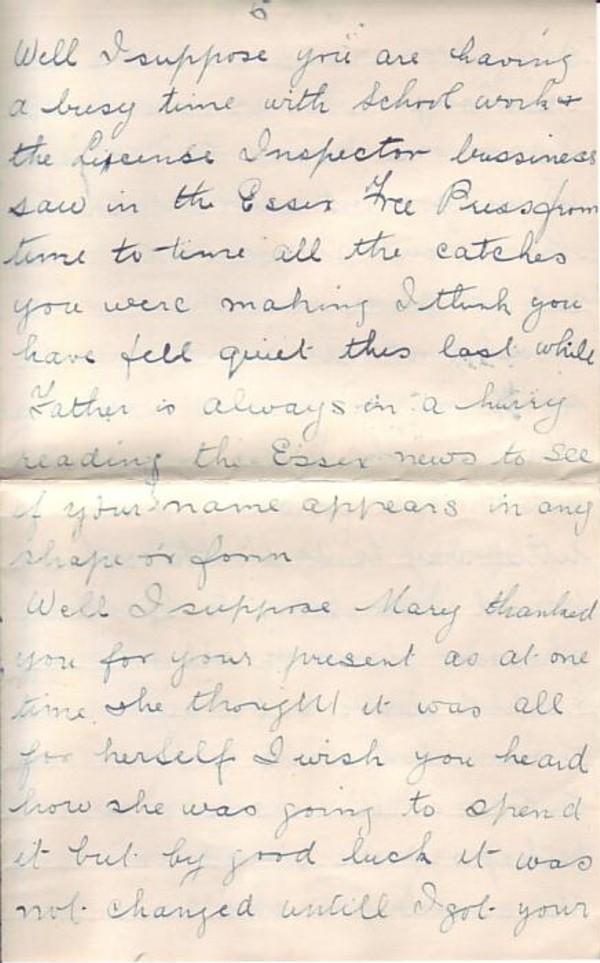 6
Well I suppose you are having
a busy time with School work &
the License Inspector bussiness
saw in the Essex Free Press from
time to time all the catches
you were making I think you
have fell quiet this last while
Father is always in a hurry
reading the Essex news to see
if your name appears in any
shape or form
Well I suppose Mary thanked
you for your present as at one
time she thought it was all
for herself I wish you heard
how she was going to spend
it but by good luck it was
not changed untill I got your